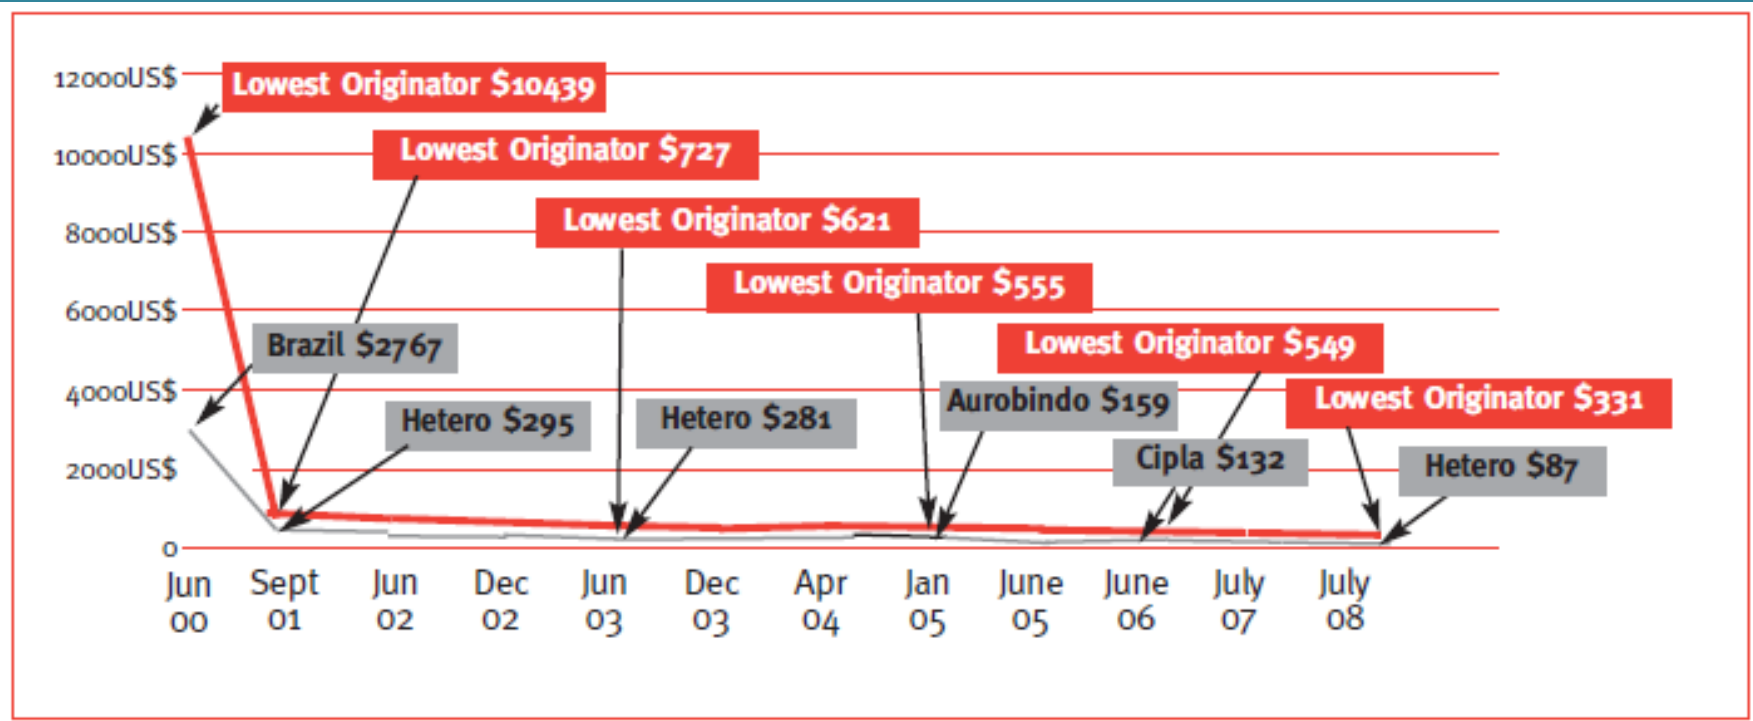 12000US$
Lowest Originator $10439
10000US$
Lowest Originator $727
8000US$
Lowest Originator $621
6000US$
Lowest Originator $555
Brazil $2767
Lowest Originator $549
4000US$
Hetero $295
Hetero $281
Aurobindo $159
Lowest Originator $331
2000US$
Cipla $132
Hetero $87
0
Jun Sept Jun Dec Jun Dec Apr Jan June June July July
00 01 02 02 03 03 04 05 05 06 07 08